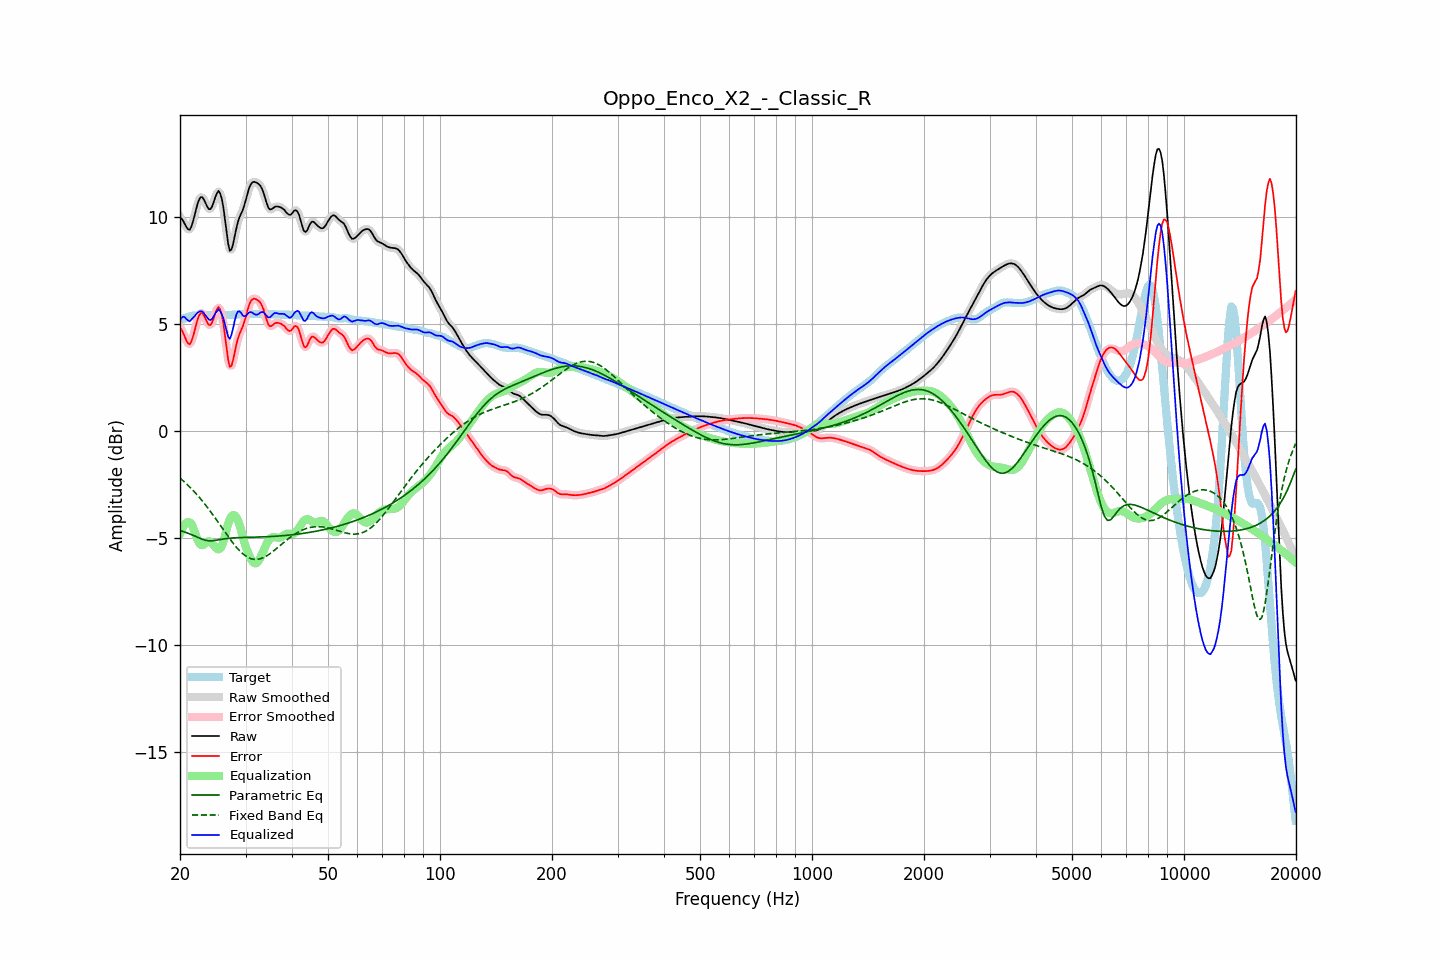 Oppo_Enco_X2_-_Classic_R
Amplitude (dBr)
10
5
0
−5
−10
−15
Target
Raw Smoothed
Error Smoothed
Raw
Error
Equalization
Parametric Eq
Fixed Band Eq
Equalized
20 50 100 200 500 1000 2000 5000 10000 20000
Frequency (Hz)